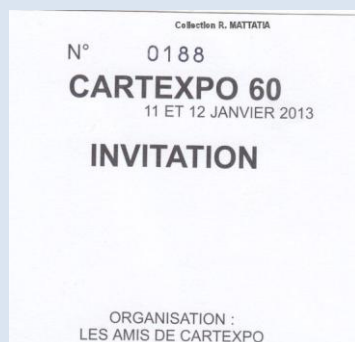 Collection R. MATTATIA
N° 0188
CARTEXPO 60
11 ET 12 JANVIER 2013
INVITATION
ORGANISATION :
LES AMIS DE CARTEXPO